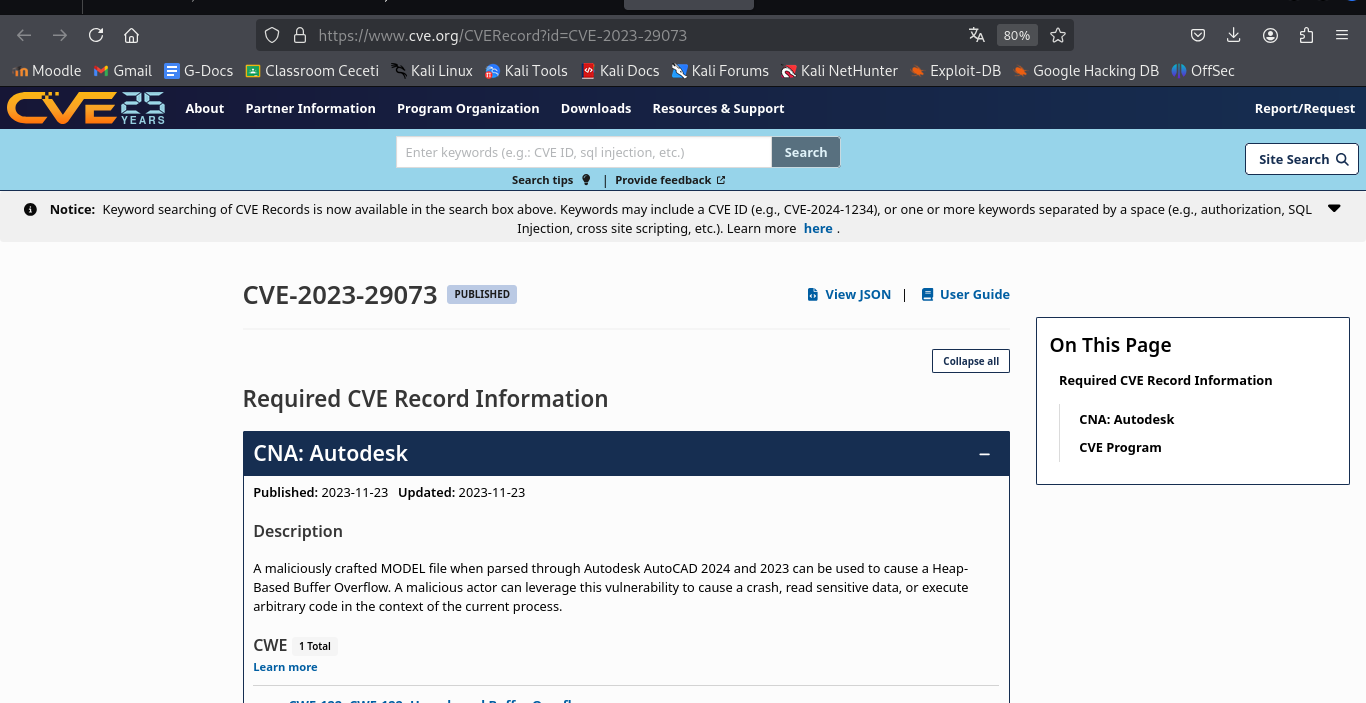 https://www.cve.org/CVERecord?id=CVE-2023-29073
80%
Moodle Gmail G-Docs Classroom Ceceti Kali Linux Kali Tools Kali Docs Kali Forums Kali NetHunter Exploit-DB Google Hacking DB OffSec
CVE 25 YEARS About Partner Information Program Organization Downloads Resources & Support Report/Request
Enter keywords (e.g.: CVE ID, sql injection, etc.) Search
Site Search
Search tips | Provide feedback
Notice: Keyword searching of CVE Records is now available in the search box above. Keywords may include a CVE ID (e.g., CVE-2024-1234), or one or more keywords separated by a space (e.g., authorization, SQL
Injection, cross site scripting, etc.). Learn more here .
CVE-2023-29073 PUBLISHED
View JSON | User Guide
Collapse all
Required CVE Record Information
CNA: Autodesk
Published: 2023-11-23 Updated: 2023-11-23
Description
A maliciously crafted MODEL file when parsed through Autodesk AutoCAD 2024 and 2023 can be used to cause a Heap-
Based Buffer Overflow. A malicious actor can leverage this vulnerability to cause a crash, read sensitive data, or execute
arbitrary code in the context of the current process.
CWE 1 Total
Learn more
On This Page
Required CVE Record Information
CNA: Autodesk
CVE Program